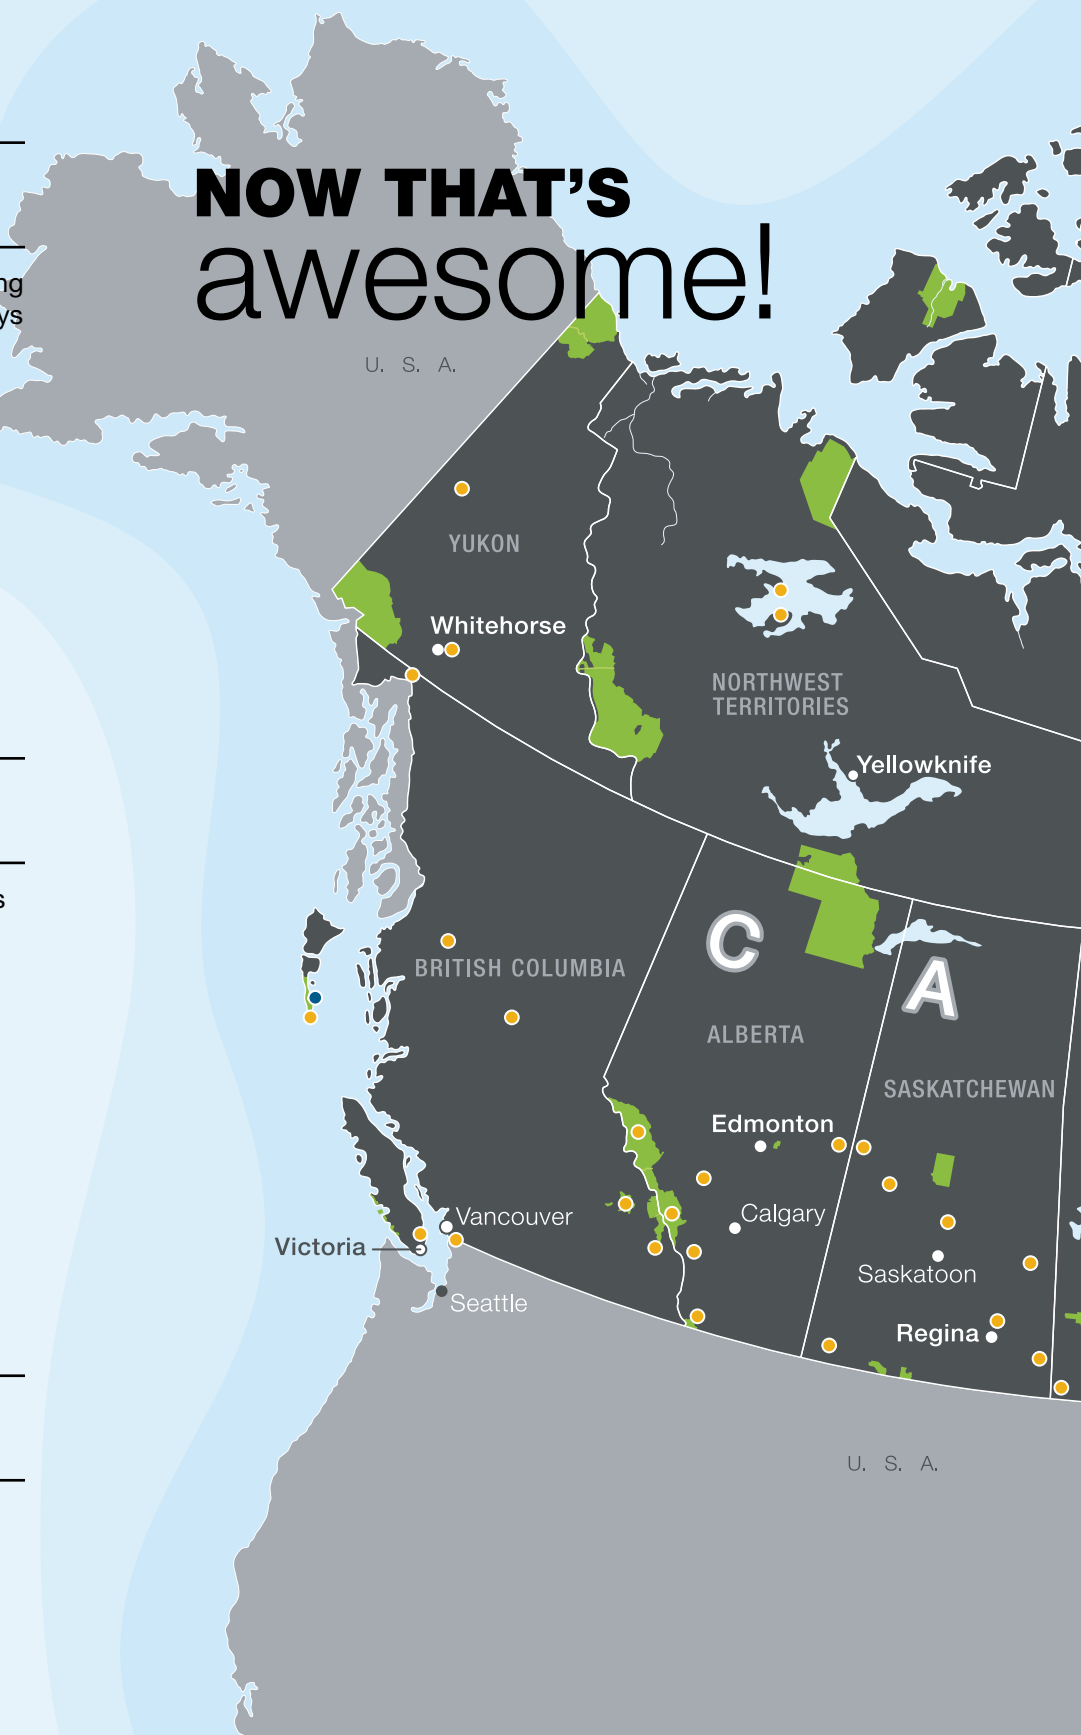 NOW THAT'S
awesome!
U. S. A.
YUKON
Whitehorse
NORTHWEST
TERRITORIES
Yellowknife
C
A
BRITISH COLUMBIA
ALBERTA
SASKATCHEWAN
Edmonton
Vancouver
Calgary
Victoria
Saskatoon
Seattle
Regina
U. S. A.